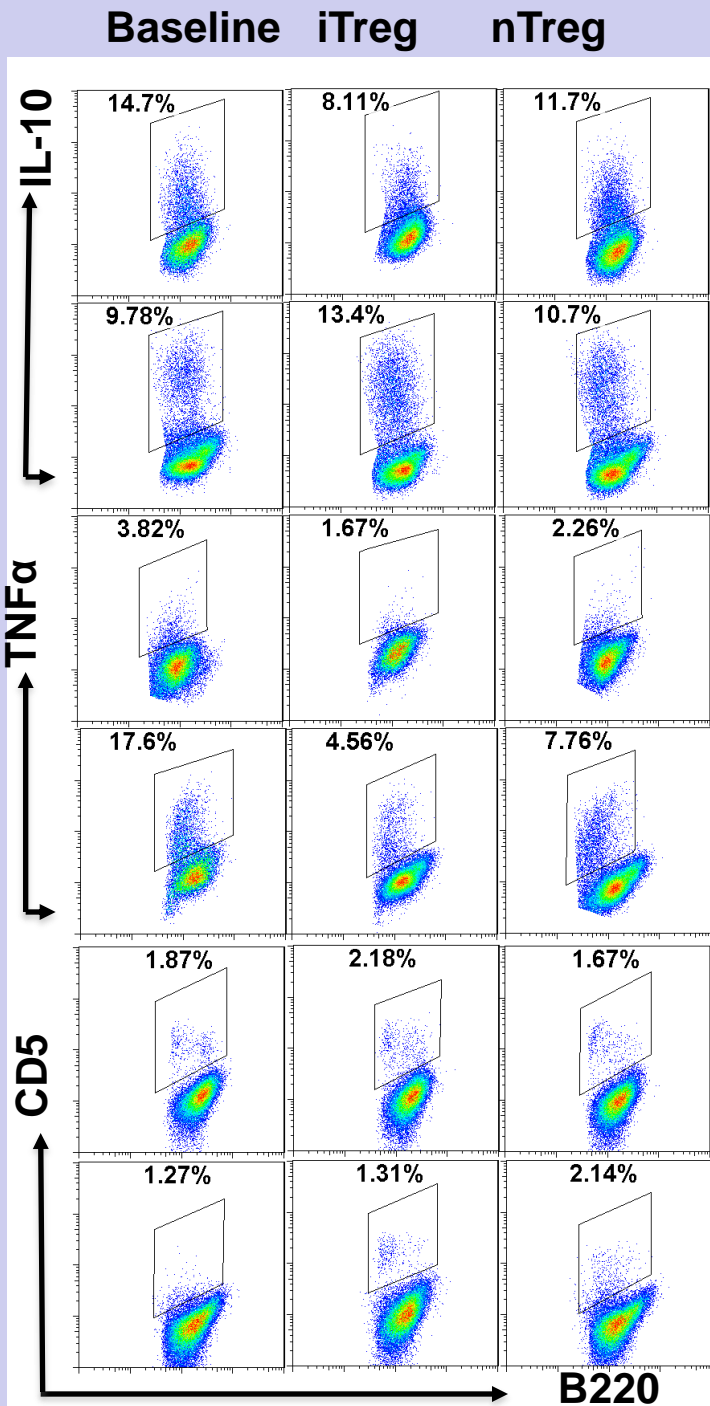 Baseline iTreg nTreg
IL-10
14.7% 8.11% 11.7%
9.78% 13.4% 10.7%
TNFα
3.82% 1.67% 2.26%
17.6% 4.56% 7.76%
CD5
1.87% 2.18% 1.67%
1.27% 1.31% 2.14%
B220